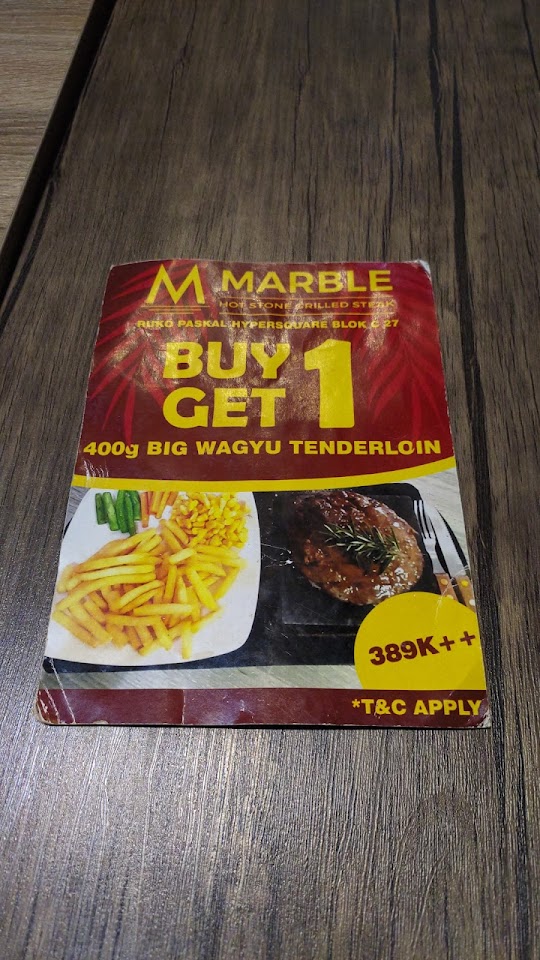 M MARBLE
HOT STONE GRILLED STEAK
RUKO PASKAL HYPERSQUARE BLOK C 27
BUY 1
GET
400g BIG WAGYU TENDERLOIN
389K++
*T&C APPLY